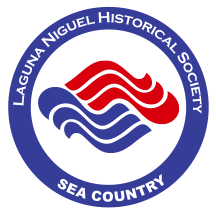 LAGUNA NIGUEL HISTORICAL SOCIETY
SEA COUNTRY